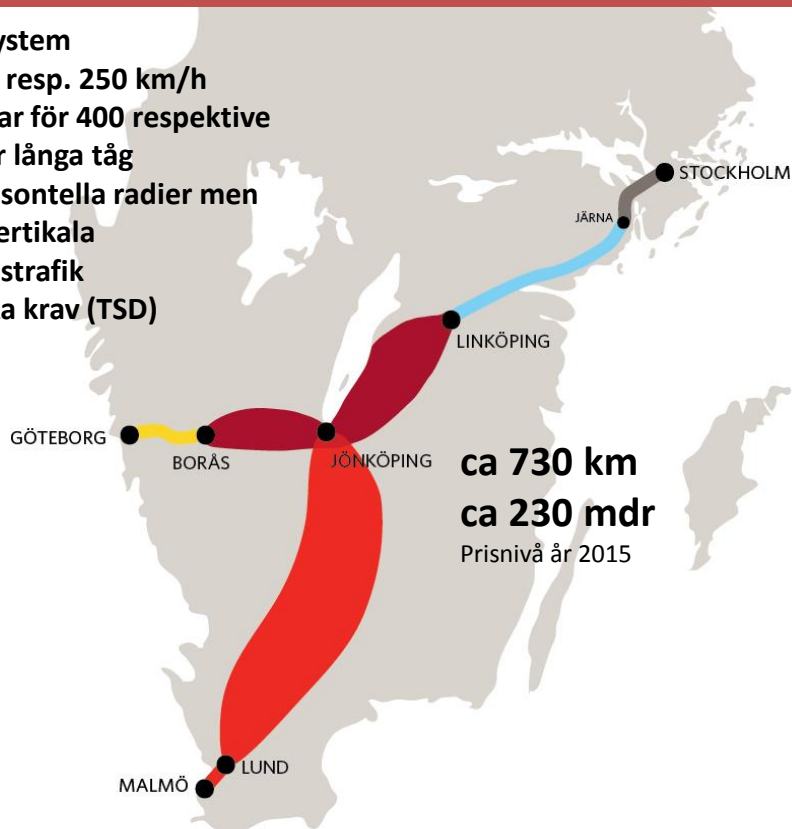 ystem
resp. 250 km/h
ar för 400 respektive
r långa tåg
sontella radier men
ertikala
strafik
a krav (TSD)
STOCKHOLM
JÄRNA
LINKÖPING
GÖTEBORG
BORÅS
JÖNKÖPING
ca 730 km
ca 230 mdr
Prisnivå år 2015
LUND
MALMÖ